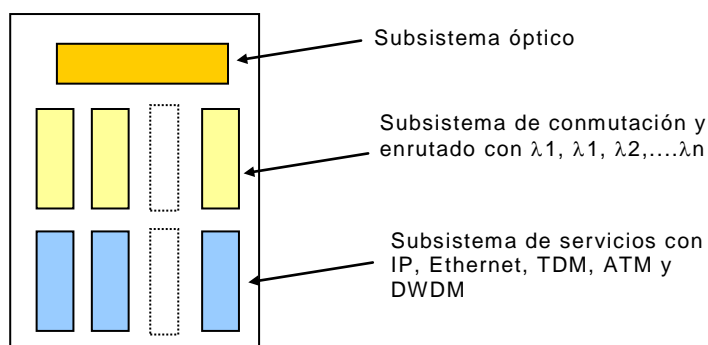 Subsistema óptico
Subsistema de conmutación y
enrutado con λ1, λ1, λ2,....λn
Subsistema de servicios con
IP, Ethernet, TDM, ATM y
DWDM